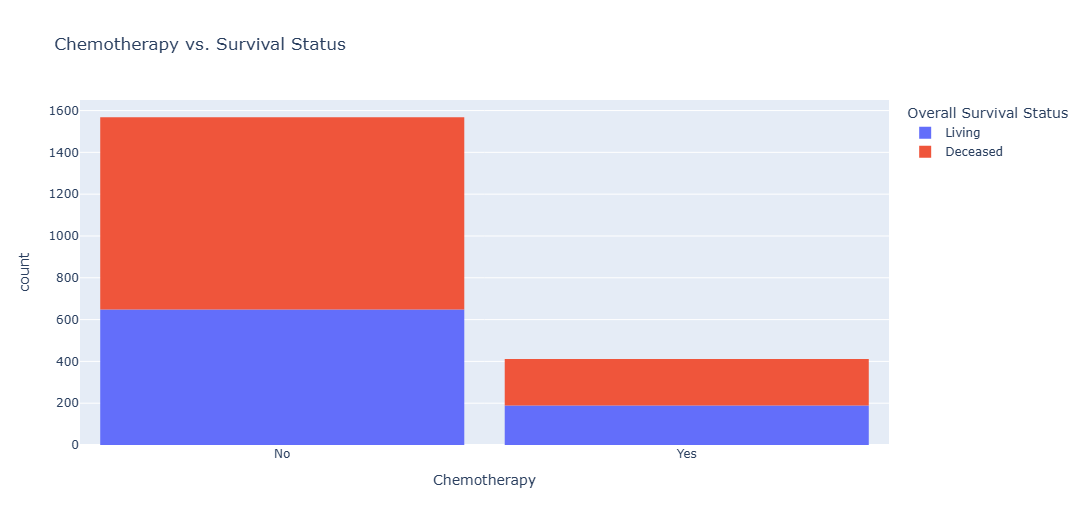 Chemotherapy vs. Survival Status
Overall Survival Status
Living
Deceased
count
1600
1400
1200
1000
800
600
400
200
0
No
Yes
Chemotherapy